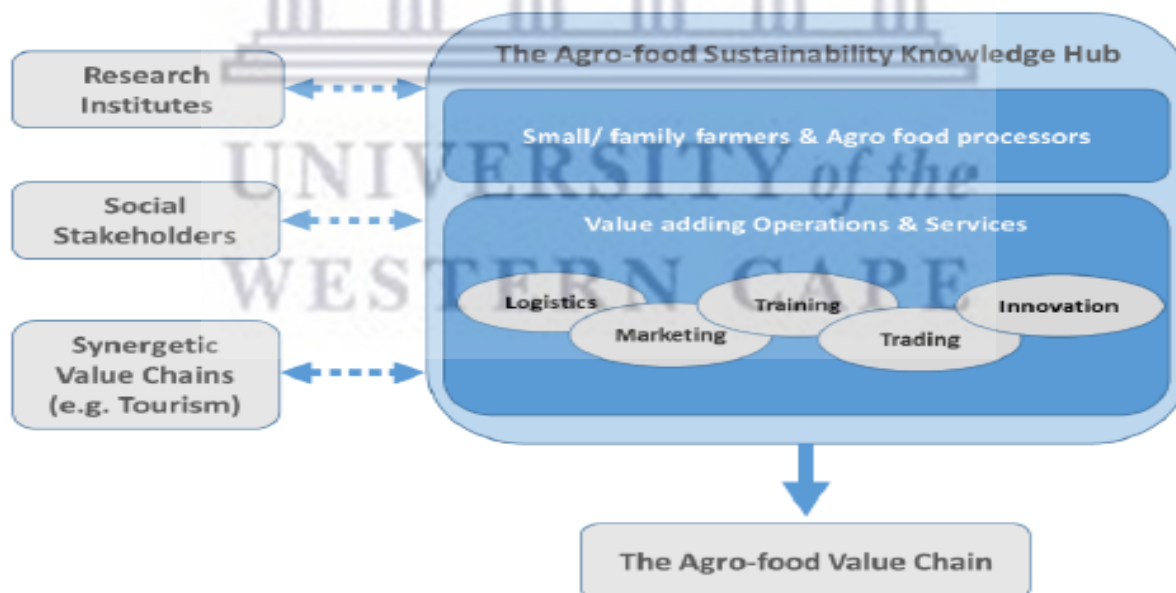 The Agro-food Sustainability Knowledge Hub
Research
Institutes
Small/ family farmers & Agro food processors
UNIVERSITY of the
Social
Stakeholders
Value adding Operations & Services
WESTERN CAPE
Logistics
Marketing
Training
Trading
Innovation
Synergetic
Value Chains
(e.g. Tourism)
The Agro-food Value Chain